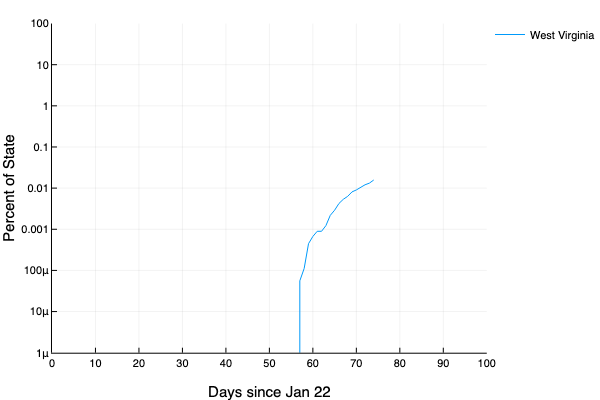 100
10
1
0.1
0.01
0.001
100µ
10µ
1µ
0 10 20 30 40 50 60 70 80 90 100
Percent of State
Days since Jan 22
West Virginia